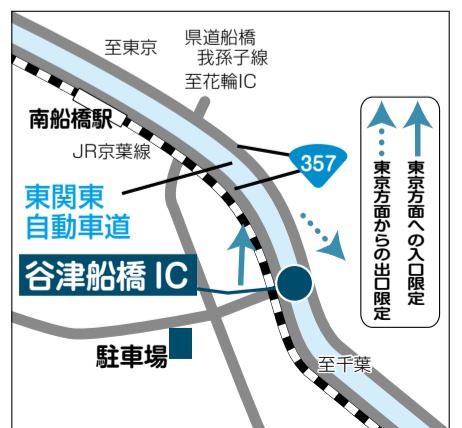 至東京
県道船橋
我孫子線
至花輪IC
南船橋駅
JR京葉線
357
東関東
自動車道
谷津船橋 IC
駐車場
至千葉
東京方面への入口限定
東京方面からの出口限定